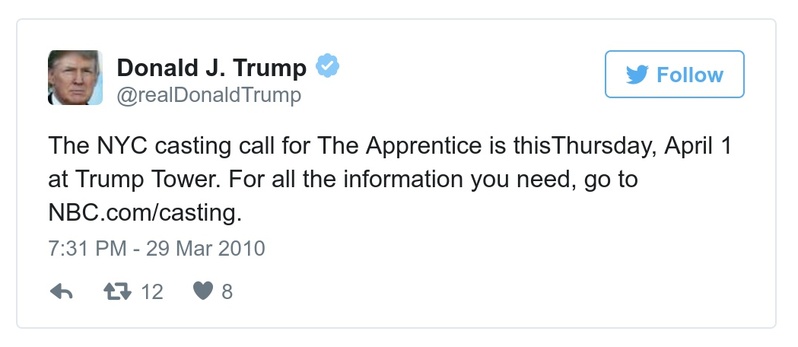 Donald J. Trump
@realDonaldTrump
Follow
The NYC casting call for The Apprentice is thisThursday, April 1
at Trump Tower. For all the information you need, go to
NBC.com/casting.
7:31 PM - 29 Mar 2010
12 8